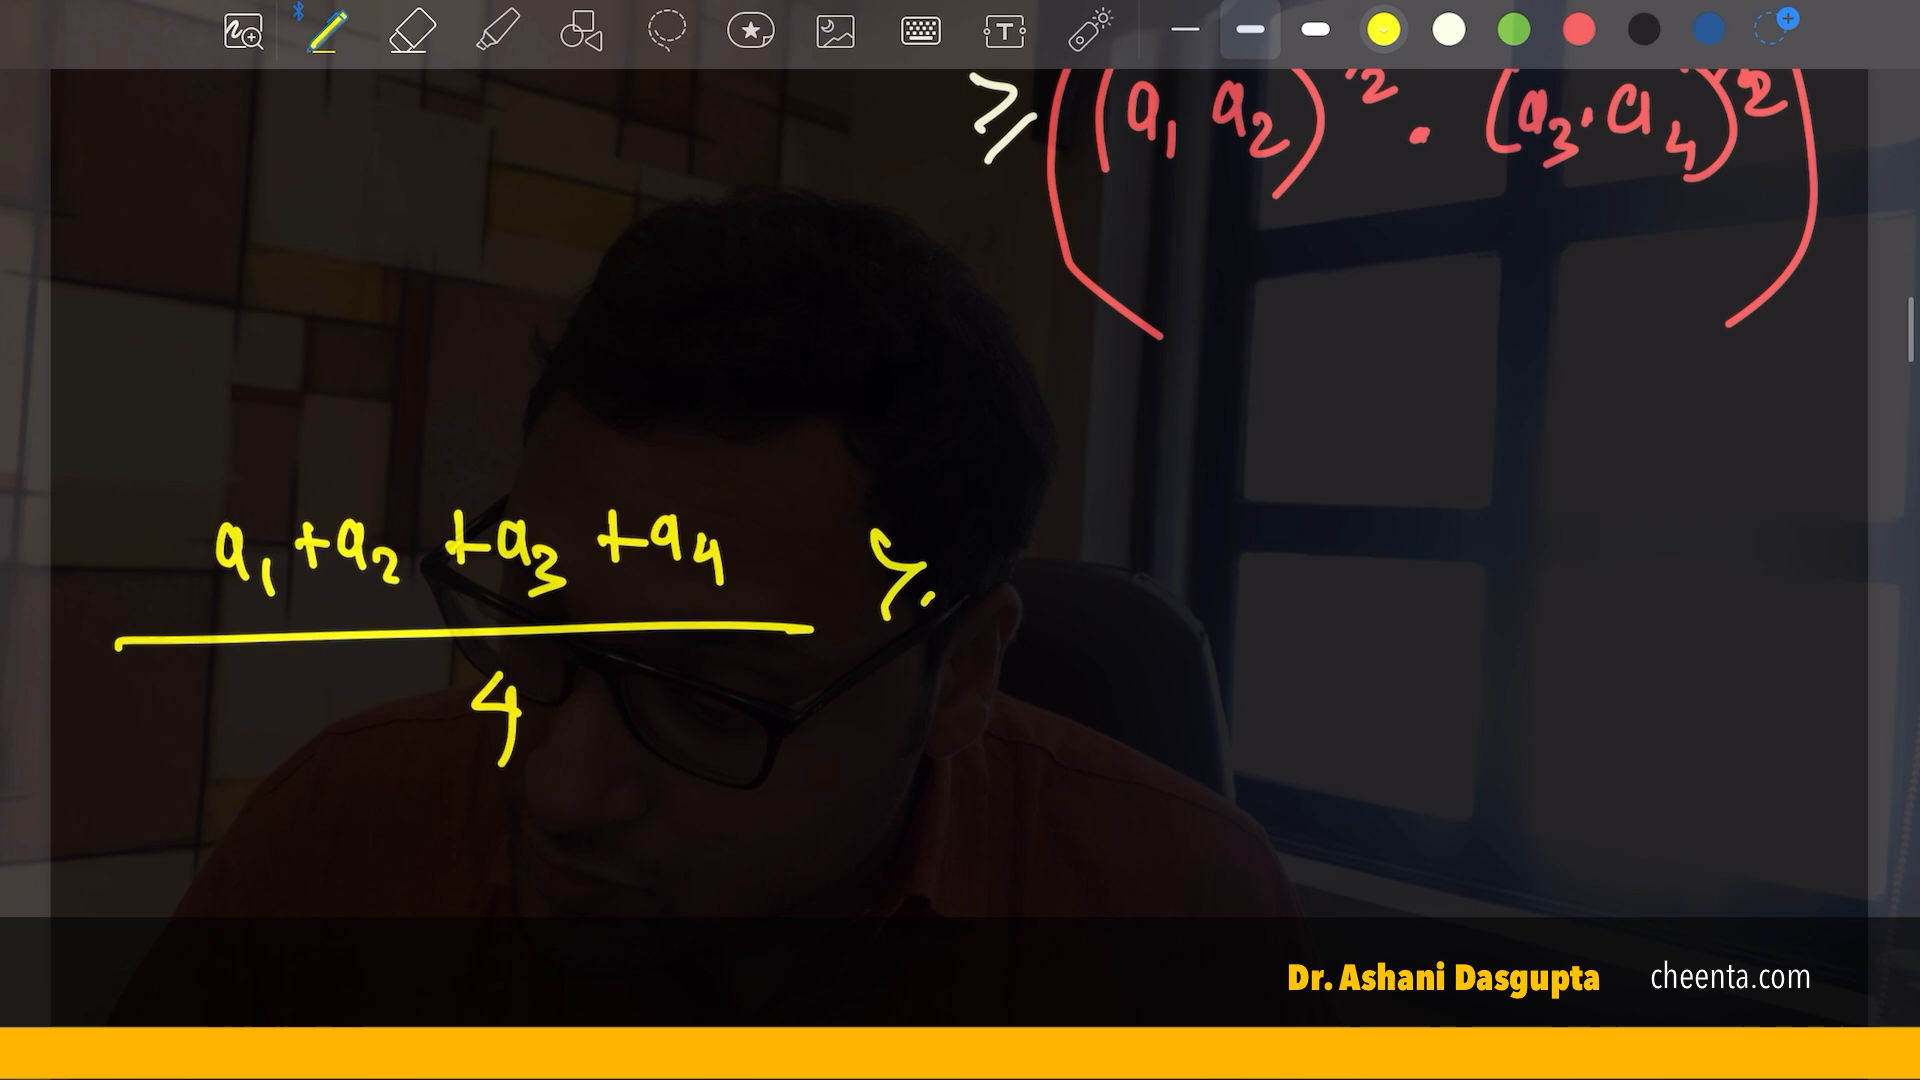 ≥ ((a₁ a₂)² · (a₃ · a₄)²)
a₁ + a₂ + a₃ + a₄ ≥
4
Dr. Ashani Dasgupta cheenta.com